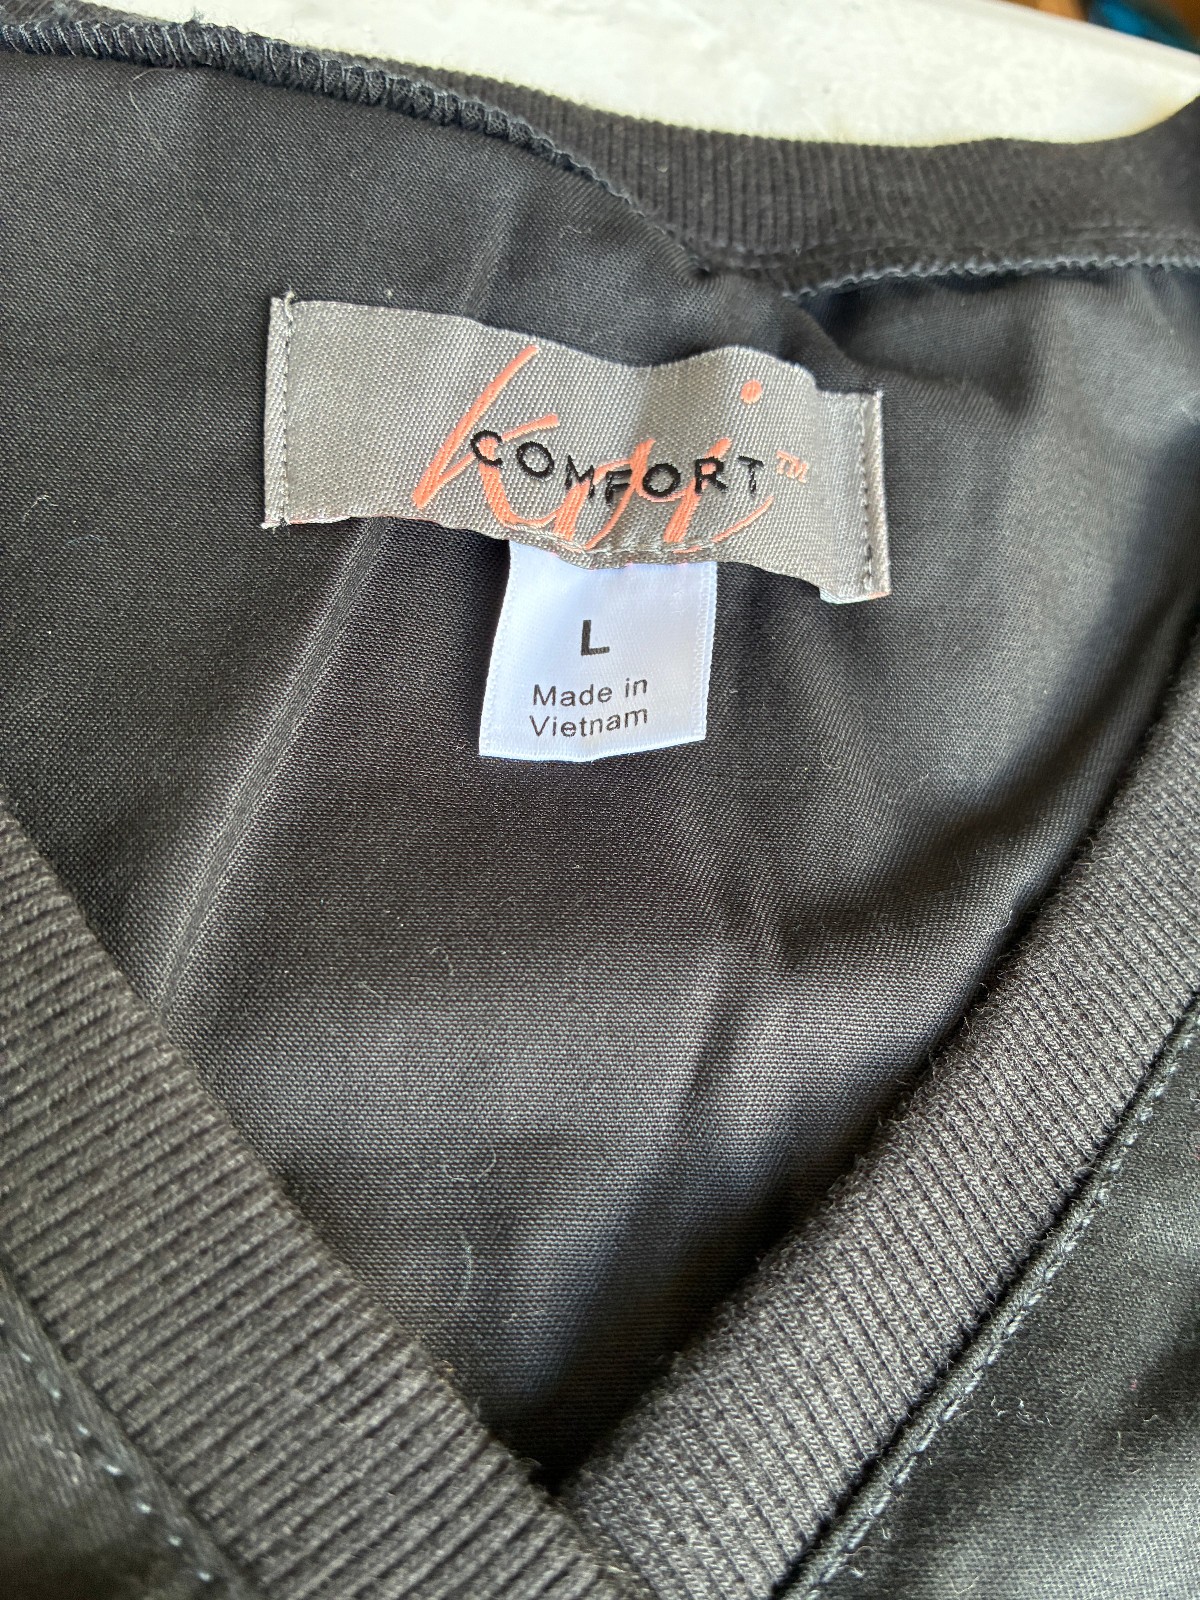 koi
COMFORT™
L
Made in
Vietnam